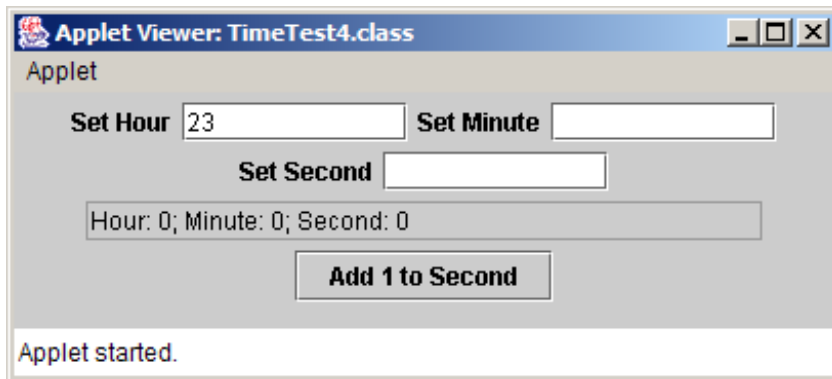 Applet Viewer: TimeTest4.class
Applet
Set Hour 23 Set Minute
Set Second
Hour: 0; Minute: 0; Second: 0
Add 1 to Second
Applet started.